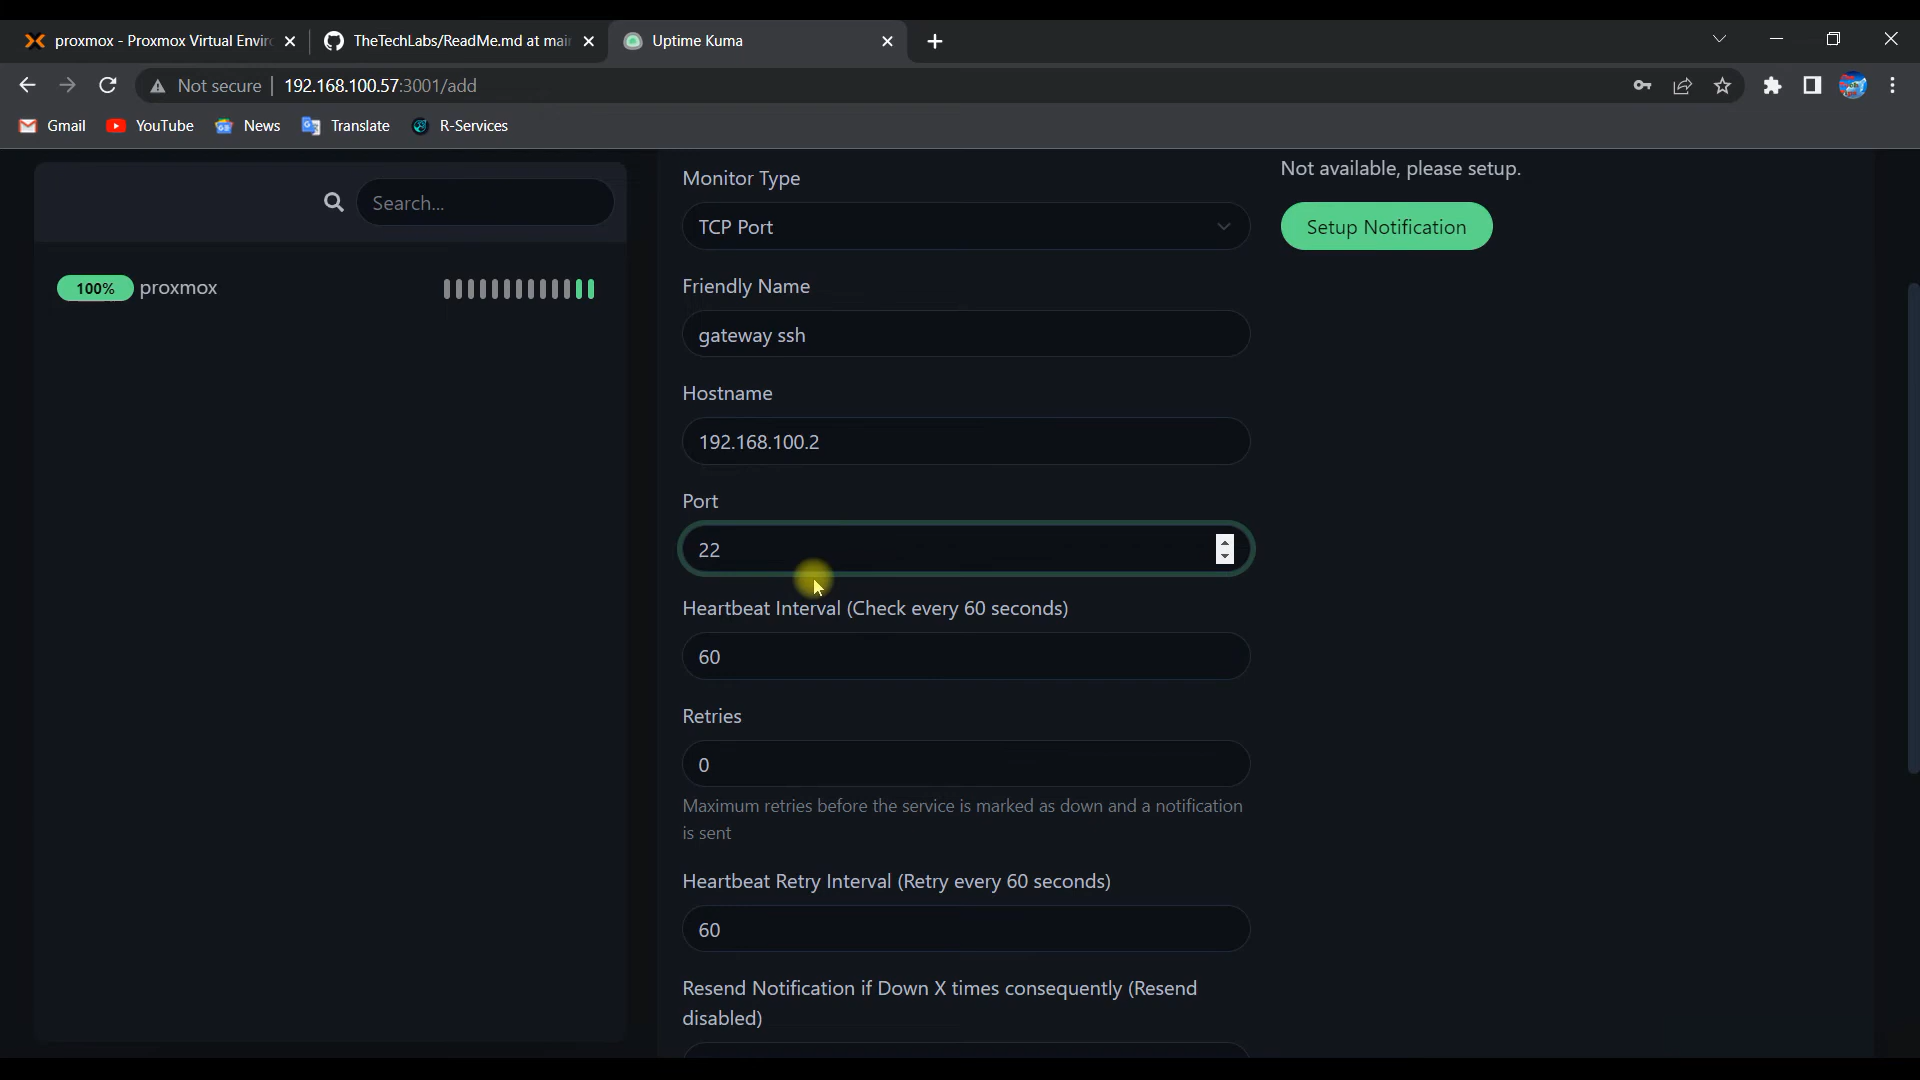 proxmox - Proxmox Virtual Enviro
TheTechLabs/ReadMe.md at main
Uptime Kuma
Not secure
192.168.100.57:3001/add
Gmail
YouTube
News
Translate
R-Services
Search...
100%
proxmox
Monitor Type
TCP Port
Friendly Name
gateway ssh
Hostname
192.168.100.2
Port
22
Heartbeat Interval (Check every 60 seconds)
60
Retries
0
Maximum retries before the service is marked as down and a notification
is sent
Heartbeat Retry Interval (Retry every 60 seconds)
60
Resend Notification if Down X times consequently (Resend
disabled)
Not available, please setup.
Setup Notification